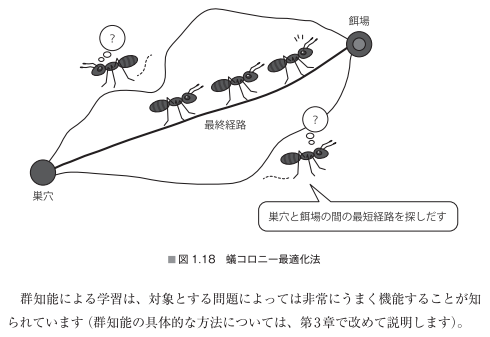 餌場
?
最終経路
?
巣穴
巣穴と餌場の間の最短経路を探しだす
■図 1.18 蟻コロニー最適化法
群知能による学習は、対象とする問題によっては非常にうまく機能することが知
られています（群知能の具体的な方法については、第3章で改めて説明します）。